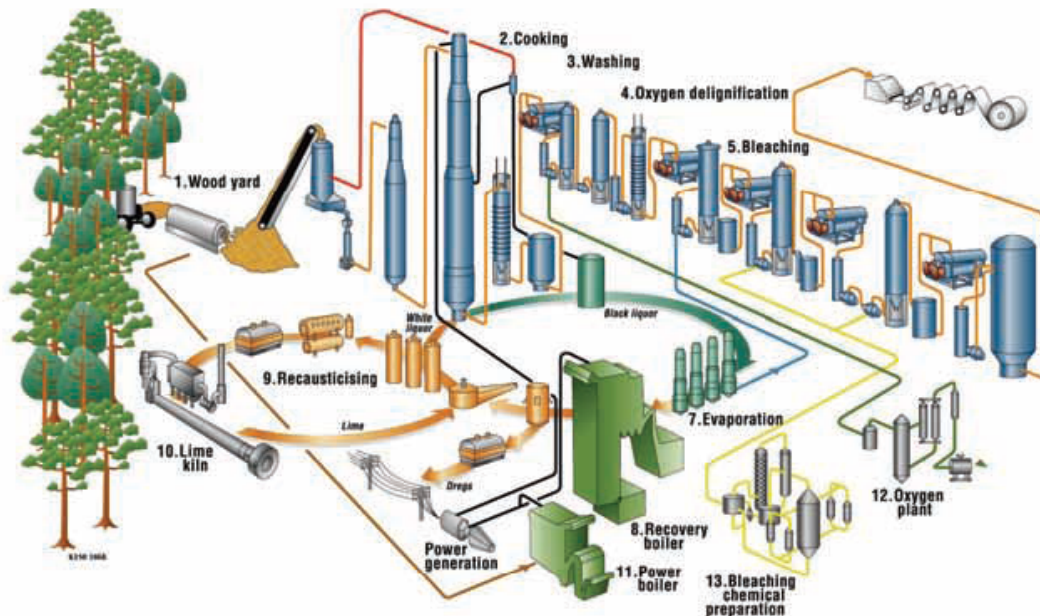 2.Cooking
3.Washing
4.Oxygen delignification
5.Bleaching
1.Wood yard
White
liquor
Black liquor
9.Recausticising
7.Evaporation
Lime
10.Lime
kiln
Dregs
12.Oxygen
plant
8.Recovery
boiler
Power
generation
11.Power
boiler
13.Bleaching
chemical
preparation